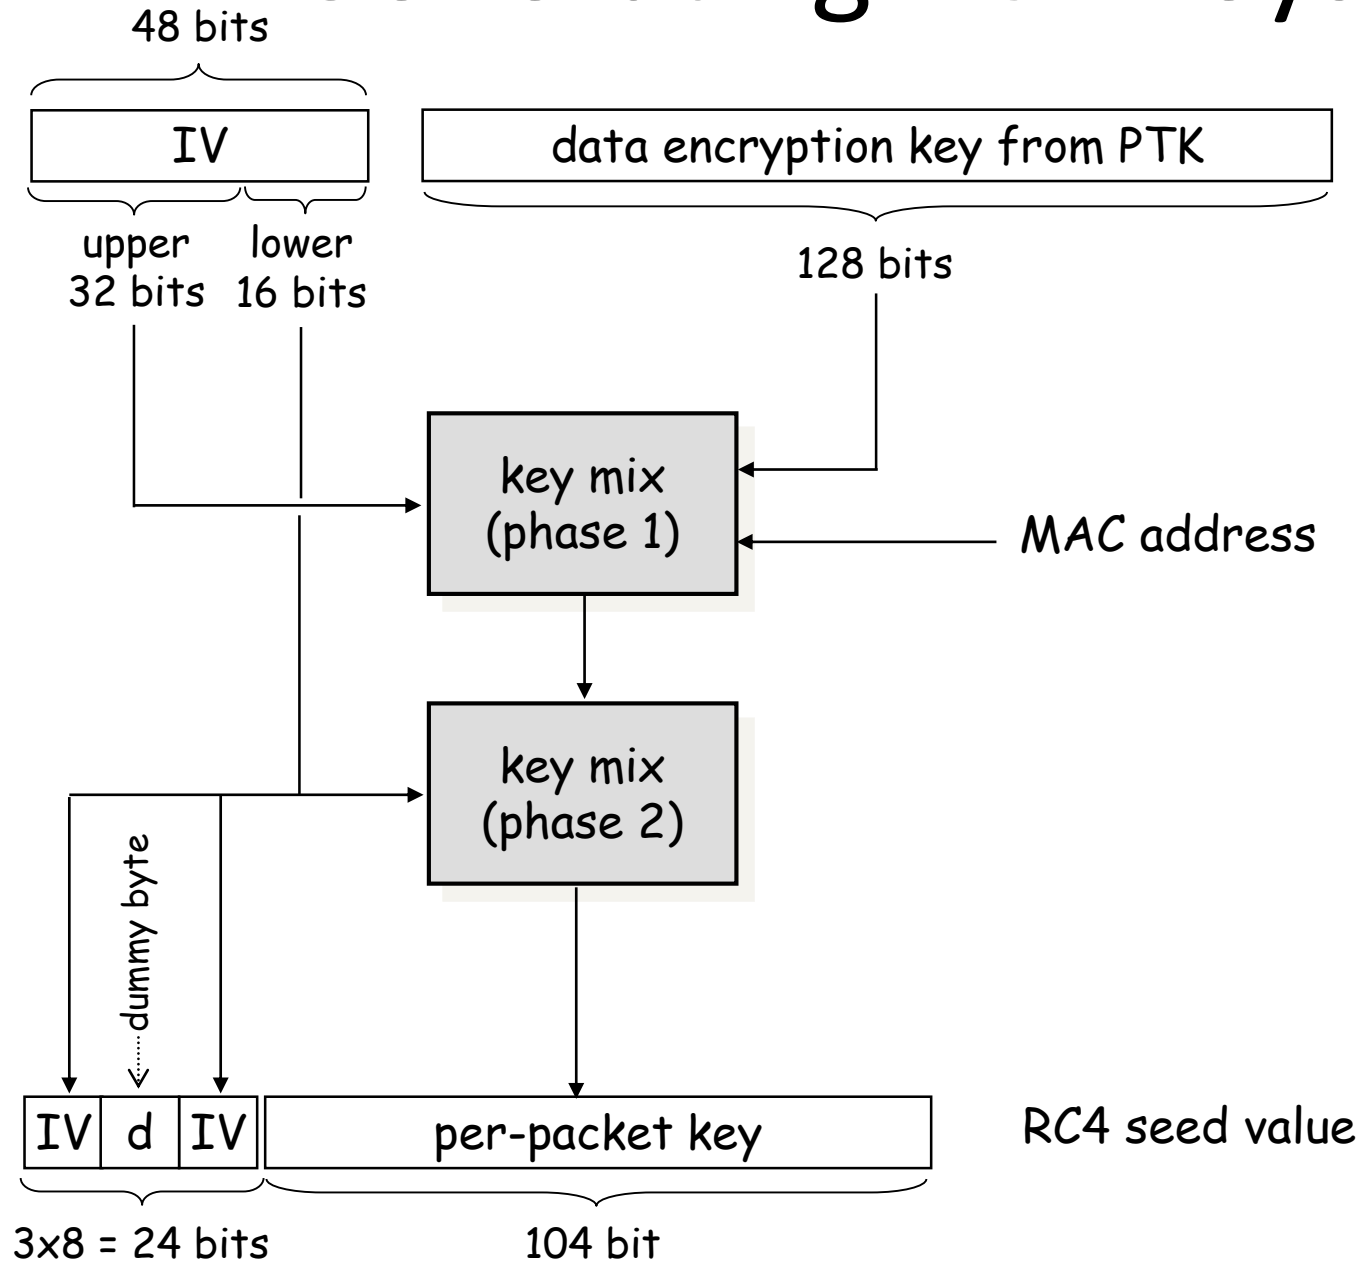 48 bits
IV
data encryption key from PTK
upper
32 bits
lower
16 bits
128 bits
key mix
(phase 1)
MAC address
key mix
(phase 2)
dummy byte
IV
d
IV
per-packet key
RC4 seed value
3x8 = 24 bits
104 bit